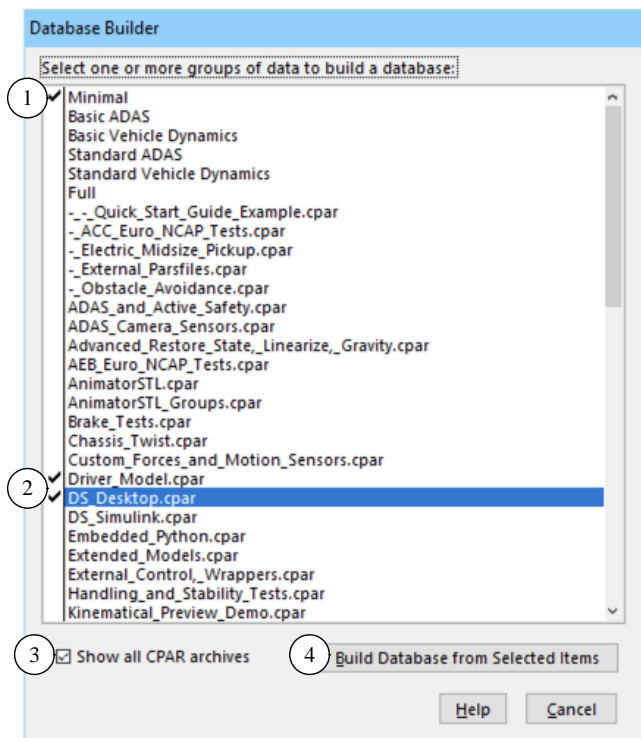 Database Builder
Select one or more groups of data to build a database:
1
Minimal
Basic ADAS
Basic Vehicle Dynamics
Standard ADAS
Standard Vehicle Dynamics
Full
-_-_Quick_Start_Guide_Example.cpar
-_ACC_Euro_NCAP_Tests.cpar
-_Electric_Midsize_Pickup.cpar
-_External_Parsfiles.cpar
-_Obstacle_Avoidance.cpar
ADAS_and_Active_Safety.cpar
ADAS_Camera_Sensors.cpar
Advanced_Restore_State,_Linearize,_Gravity.cpar
AEB_Euro_NCAP_Tests.cpar
AnimatorSTL.cpar
AnimatorSTL_Groups.cpar
Brake_Tests.cpar
Chassis_Twist.cpar
Custom_Forces_and_Motion_Sensors.cpar
2
Driver_Model.cpar
DS_Desktop.cpar
DS_Simulink.cpar
Embedded_Python.cpar
Extended_Models.cpar
External_Control,_Wrappers.cpar
Handling_and_Stability_Tests.cpar
Kinematical_Preview_Demo.cpar
3 Show all CPAR archives
4 Build Database from Selected Items
Help Cancel